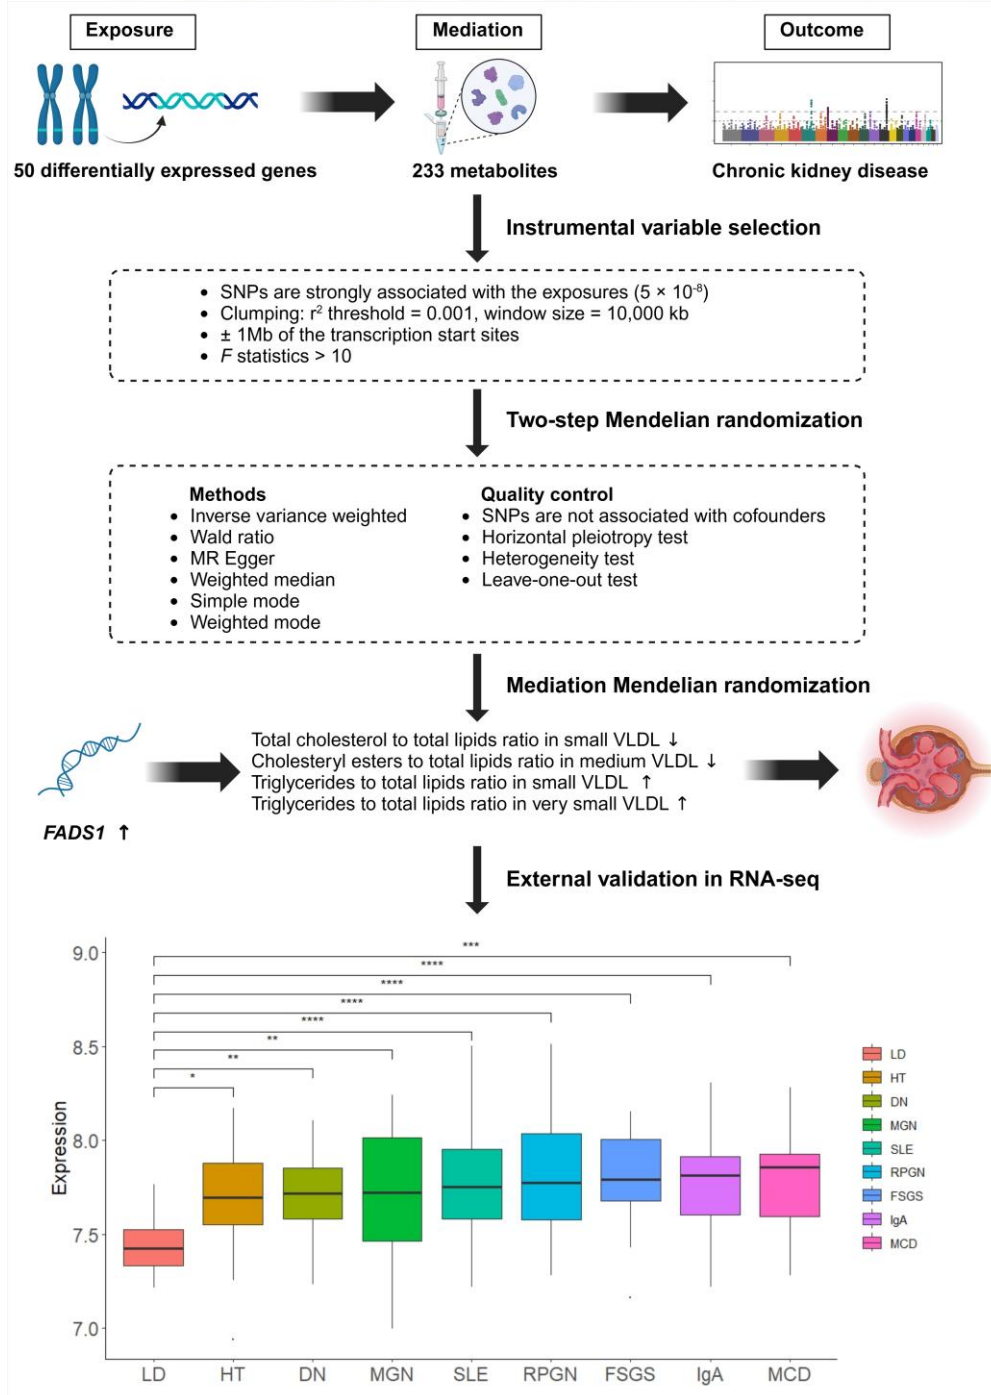 Exposure
Mediation
Outcome
50 differentially expressed genes
233 metabolites
Chronic kidney disease
Instrumental variable selection
• SNPs are strongly associated with the exposures (5 × 10⁻⁸)
• Clumping: r² threshold = 0.001, window size = 10,000 kb
• ± 1Mb of the transcription start sites
• F statistics > 10
Two-step Mendelian randomization
Methods
• Inverse variance weighted
• Wald ratio
• MR Egger
• Weighted median
• Simple mode
• Weighted mode
Quality control
• SNPs are not associated with cofounders
• Horizontal pleiotropy test
• Heterogeneity test
• Leave-one-out test
Mediation Mendelian randomization
FADS1 ↑
Total cholesterol to total lipids ratio in small VLDL ↓
Cholesteryl esters to total lipids ratio in medium VLDL ↓
Triglycerides to total lipids ratio in small VLDL ↑
Triglycerides to total lipids ratio in very small VLDL ↑
External validation in RNA-seq
Expression
9.0
8.5
8.0
7.5
7.0
***
****
****
****
****
**
**
*
LD
HT
DN
MGN
SLE
RPGN
FSGS
IgA
MCD
LD
HT
DN
MGN
SLE
RPGN
FSGS
IgA
MCD